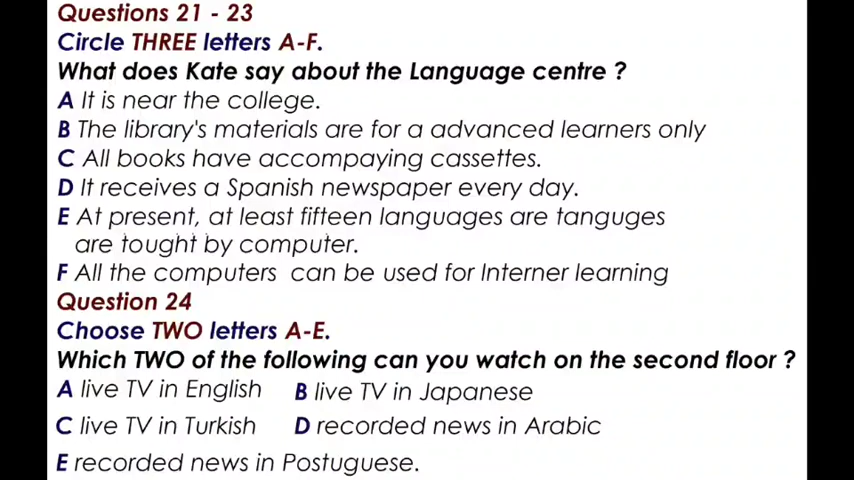 Questions 21 - 23
Circle THREE letters A-F.
What does Kate say about the Language centre ?
A It is near the college.
B The library's materials are for a advanced learners only
C All books have accompaying cassettes.
D It receives a Spanish newspaper every day.
E At present, at least fifteen languages are tanguges
are tought by computer.
F All the computers can be used for Interner learning
Question 24
Choose TWO letters A-E.
Which TWO of the following can you watch on the second floor ?
A live TV in English B live TV in Japanese
C live TV in Turkish D recorded news in Arabic
E recorded news in Postuguese.